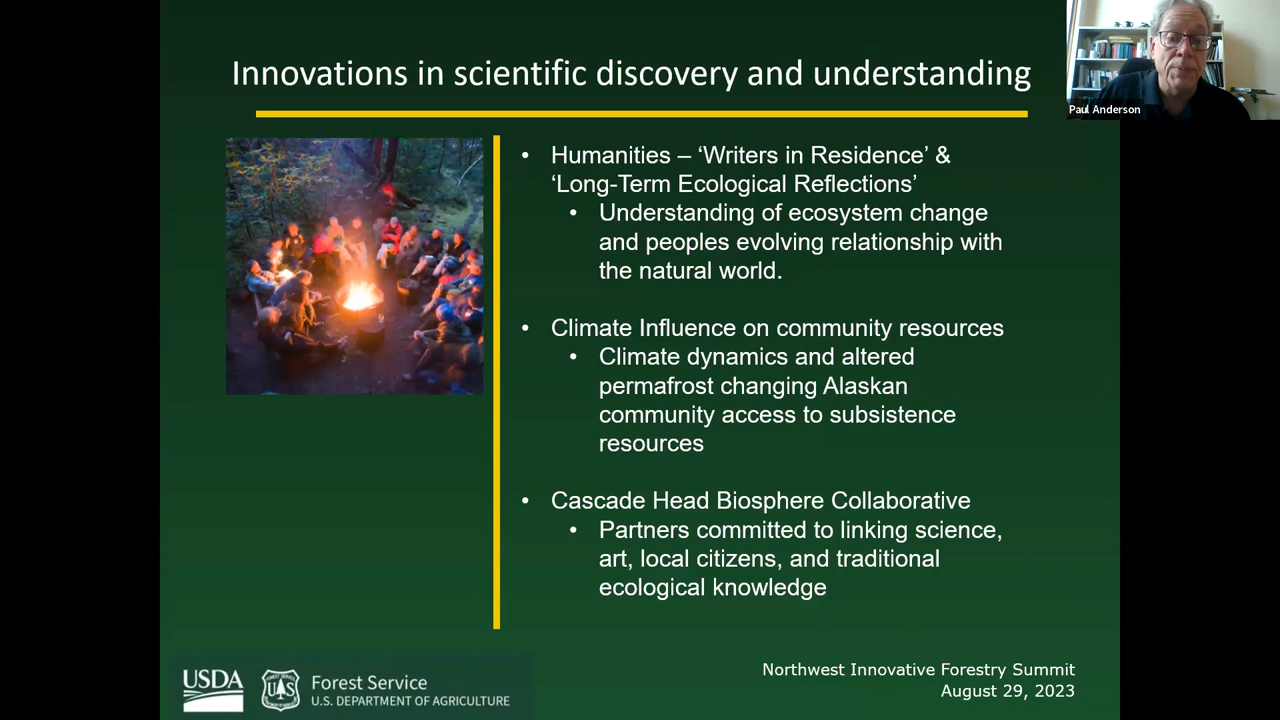 Innovations in scientific discovery and understanding
Paul Anderson
• Humanities – ‘Writers in Residence’ &
‘Long-Term Ecological Reflections’
• Understanding of ecosystem change
and peoples evolving relationship with
the natural world.
• Climate Influence on community resources
• Climate dynamics and altered
permafrost changing Alaskan
community access to subsistence
resources
• Cascade Head Biosphere Collaborative
• Partners committed to linking science,
art, local citizens, and traditional
ecological knowledge
USDA
Forest Service
U.S. DEPARTMENT OF AGRICULTURE
Northwest Innovative Forestry Summit
August 29, 2023